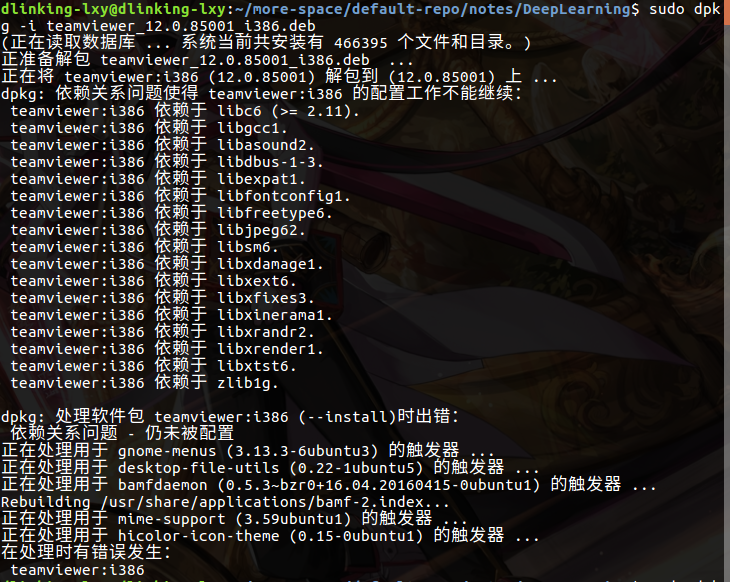 dlinking-lxy@dlinking-lxy:~/more-space/default-repo/notes/DeepLearning$ sudo dpk
g -i teamviewer_12.0.85001_i386.deb
(正在读取数据库 ... 系统当前共安装有 466395 个文件和目录。)
正准备解包 teamviewer_12.0.85001_i386.deb  ...
正在将 teamviewer:i386 (12.0.85001) 解包到 (12.0.85001) 上 ...
dpkg: 依赖关系问题使得 teamviewer:i386 的配置工作不能继续：
 teamviewer:i386 依赖于 libc6 (>= 2.11).
 teamviewer:i386 依赖于 libgcc1.
 teamviewer:i386 依赖于 libasound2.
 teamviewer:i386 依赖于 libdbus-1-3.
 teamviewer:i386 依赖于 libexpat1.
 teamviewer:i386 依赖于 libfontconfig1.
 teamviewer:i386 依赖于 libfreetype6.
 teamviewer:i386 依赖于 libjpeg62.
 teamviewer:i386 依赖于 libsm6.
 teamviewer:i386 依赖于 libxdamage1.
 teamviewer:i386 依赖于 libxext6.
 teamviewer:i386 依赖于 libxfixes3.
 teamviewer:i386 依赖于 libxinerama1.
 teamviewer:i386 依赖于 libxrandr2.
 teamviewer:i386 依赖于 libxrender1.
 teamviewer:i386 依赖于 libxtst6.
 teamviewer:i386 依赖于 zlib1g.
dpkg: 处理软件包 teamviewer:i386 (--install)时出错：
 依赖关系问题 - 仍未被配置
正在处理用于 gnome-menus (3.13.3-6ubuntu3) 的触发器 ...
正在处理用于 desktop-file-utils (0.22-1ubuntu5) 的触发器 ...
正在处理用于 bamfdaemon (0.5.3~bzr0+16.04.20160415-0ubuntu1) 的触发器 ...
Rebuilding /usr/share/applications/bamf-2.index...
正在处理用于 mime-support (3.59ubuntu1) 的触发器 ...
正在处理用于 hicolor-icon-theme (0.15-0ubuntu1) 的触发器 ...
在处理时有错误发生：
 teamviewer:i386